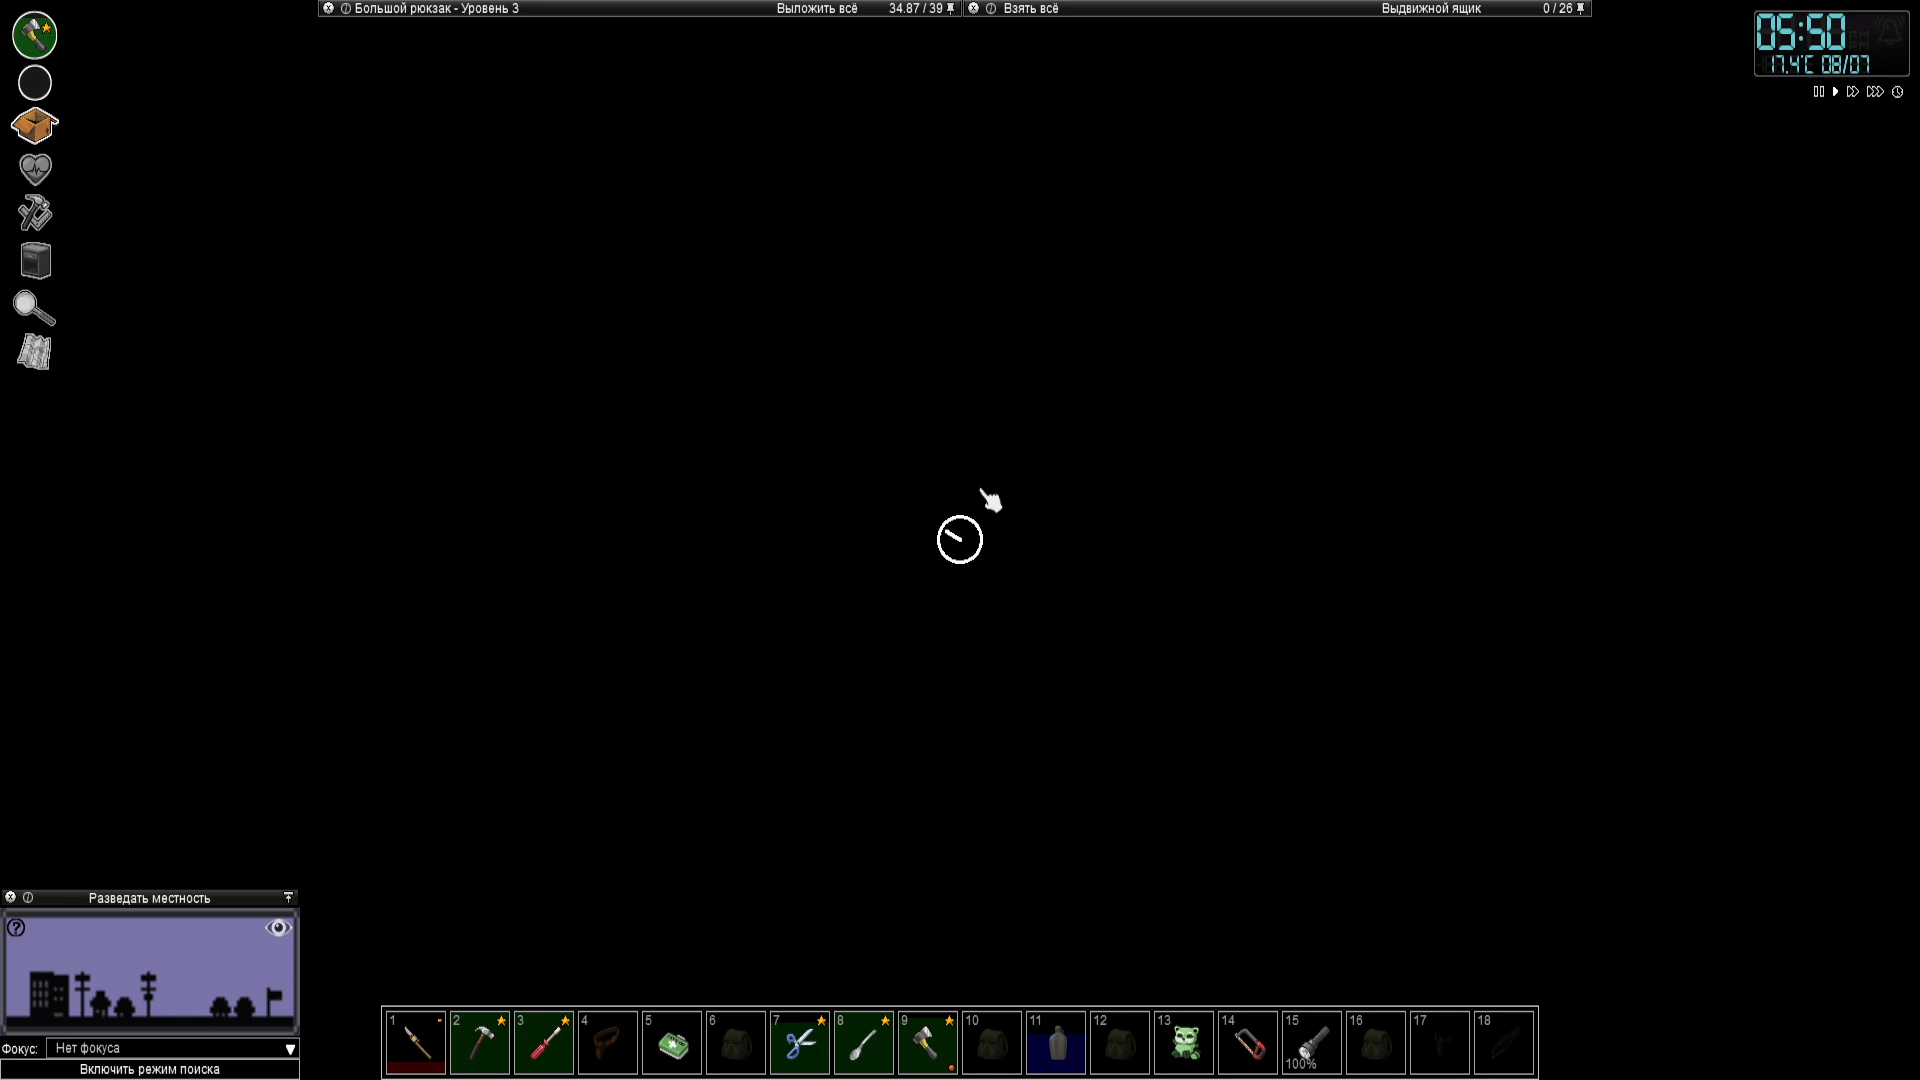 Большой рюкзак - Уровень 3 Выложить всё 34.87 / 39 Взять всё Выдвижной ящик 0 / 26
05:50 AM PM
17.4°C 08/07
Разведать местность
?
Фокус: Нет фокуса
Включить режим поиска
1 2 3 4 5 6 7 8 9 10 11 12 13 14 15 16 17 18
100%